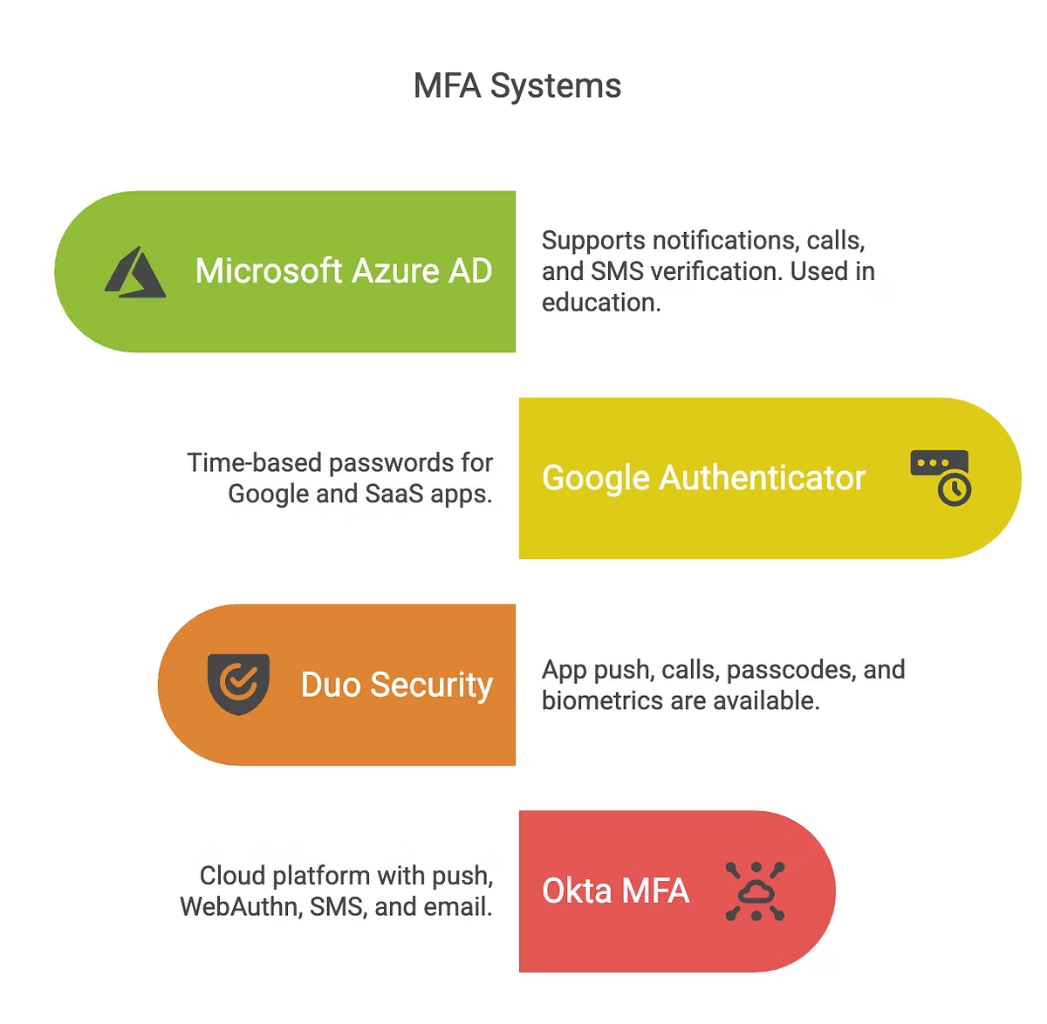 MFA Systems
Microsoft Azure AD
Supports notifications, calls,
and SMS verification. Used in
education.
Time-based passwords for
Google and SaaS apps.
Google Authenticator
Duo Security
App push, calls, passcodes, and
biometrics are available.
Cloud platform with push,
WebAuthn, SMS, and email.
Okta MFA